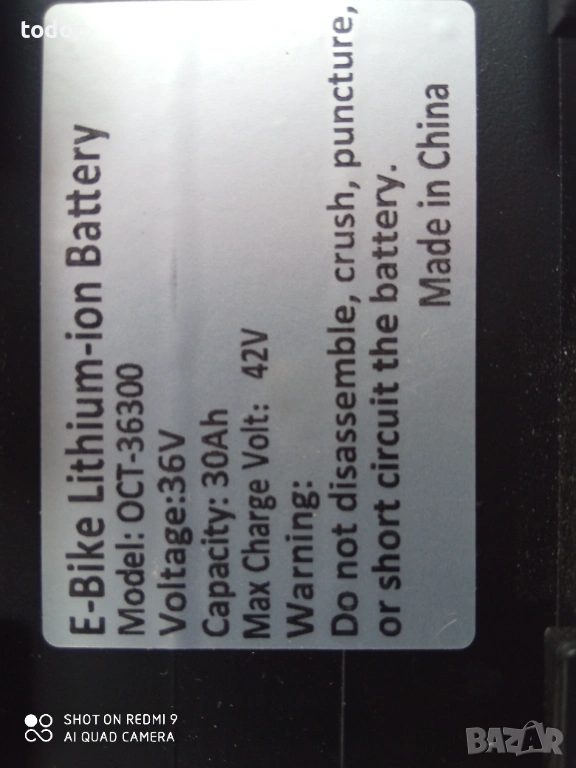 todo
E-Bike Lithium-ion Battery
Model: OCT-36300
Voltage:36V
Capacity: 30Ah
Max Charge Volt: 42V
Warning:
Do not disassemble, crush, puncture,
or short circuit the battery.
Made in China
SHOT ON REDMI 9
AI QUAD CAMERA
BAZAR